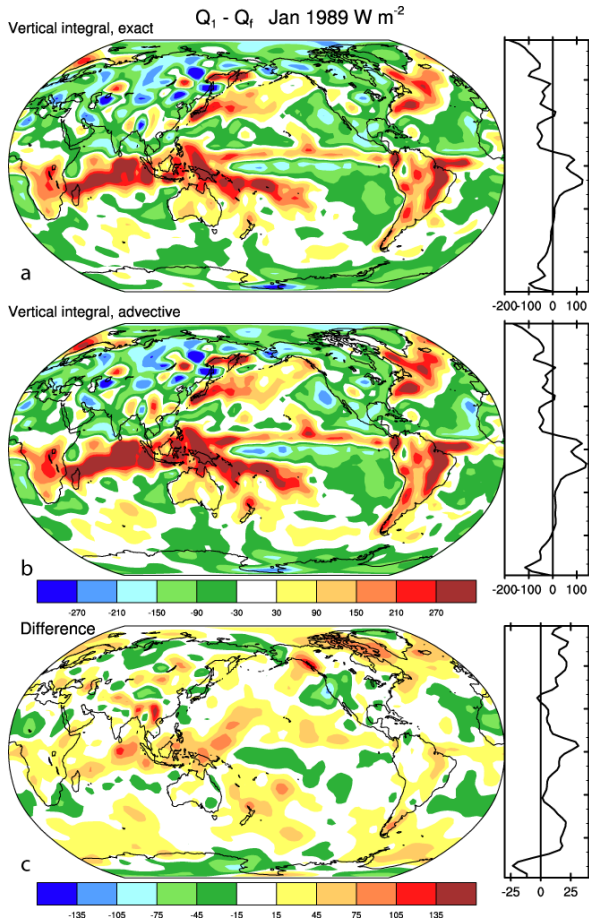 Q₁ - Q_f Jan 1989 W m⁻²
Vertical integral, exact
a
-200 -100 0 100
Vertical integral, advective
b
-200 -100 0 100
-270 -210 -150 -90 -30 30 90 150 210 270
Difference
c
-25 0 25
-135 -105 -75 -45 -15 15 45 75 105 135